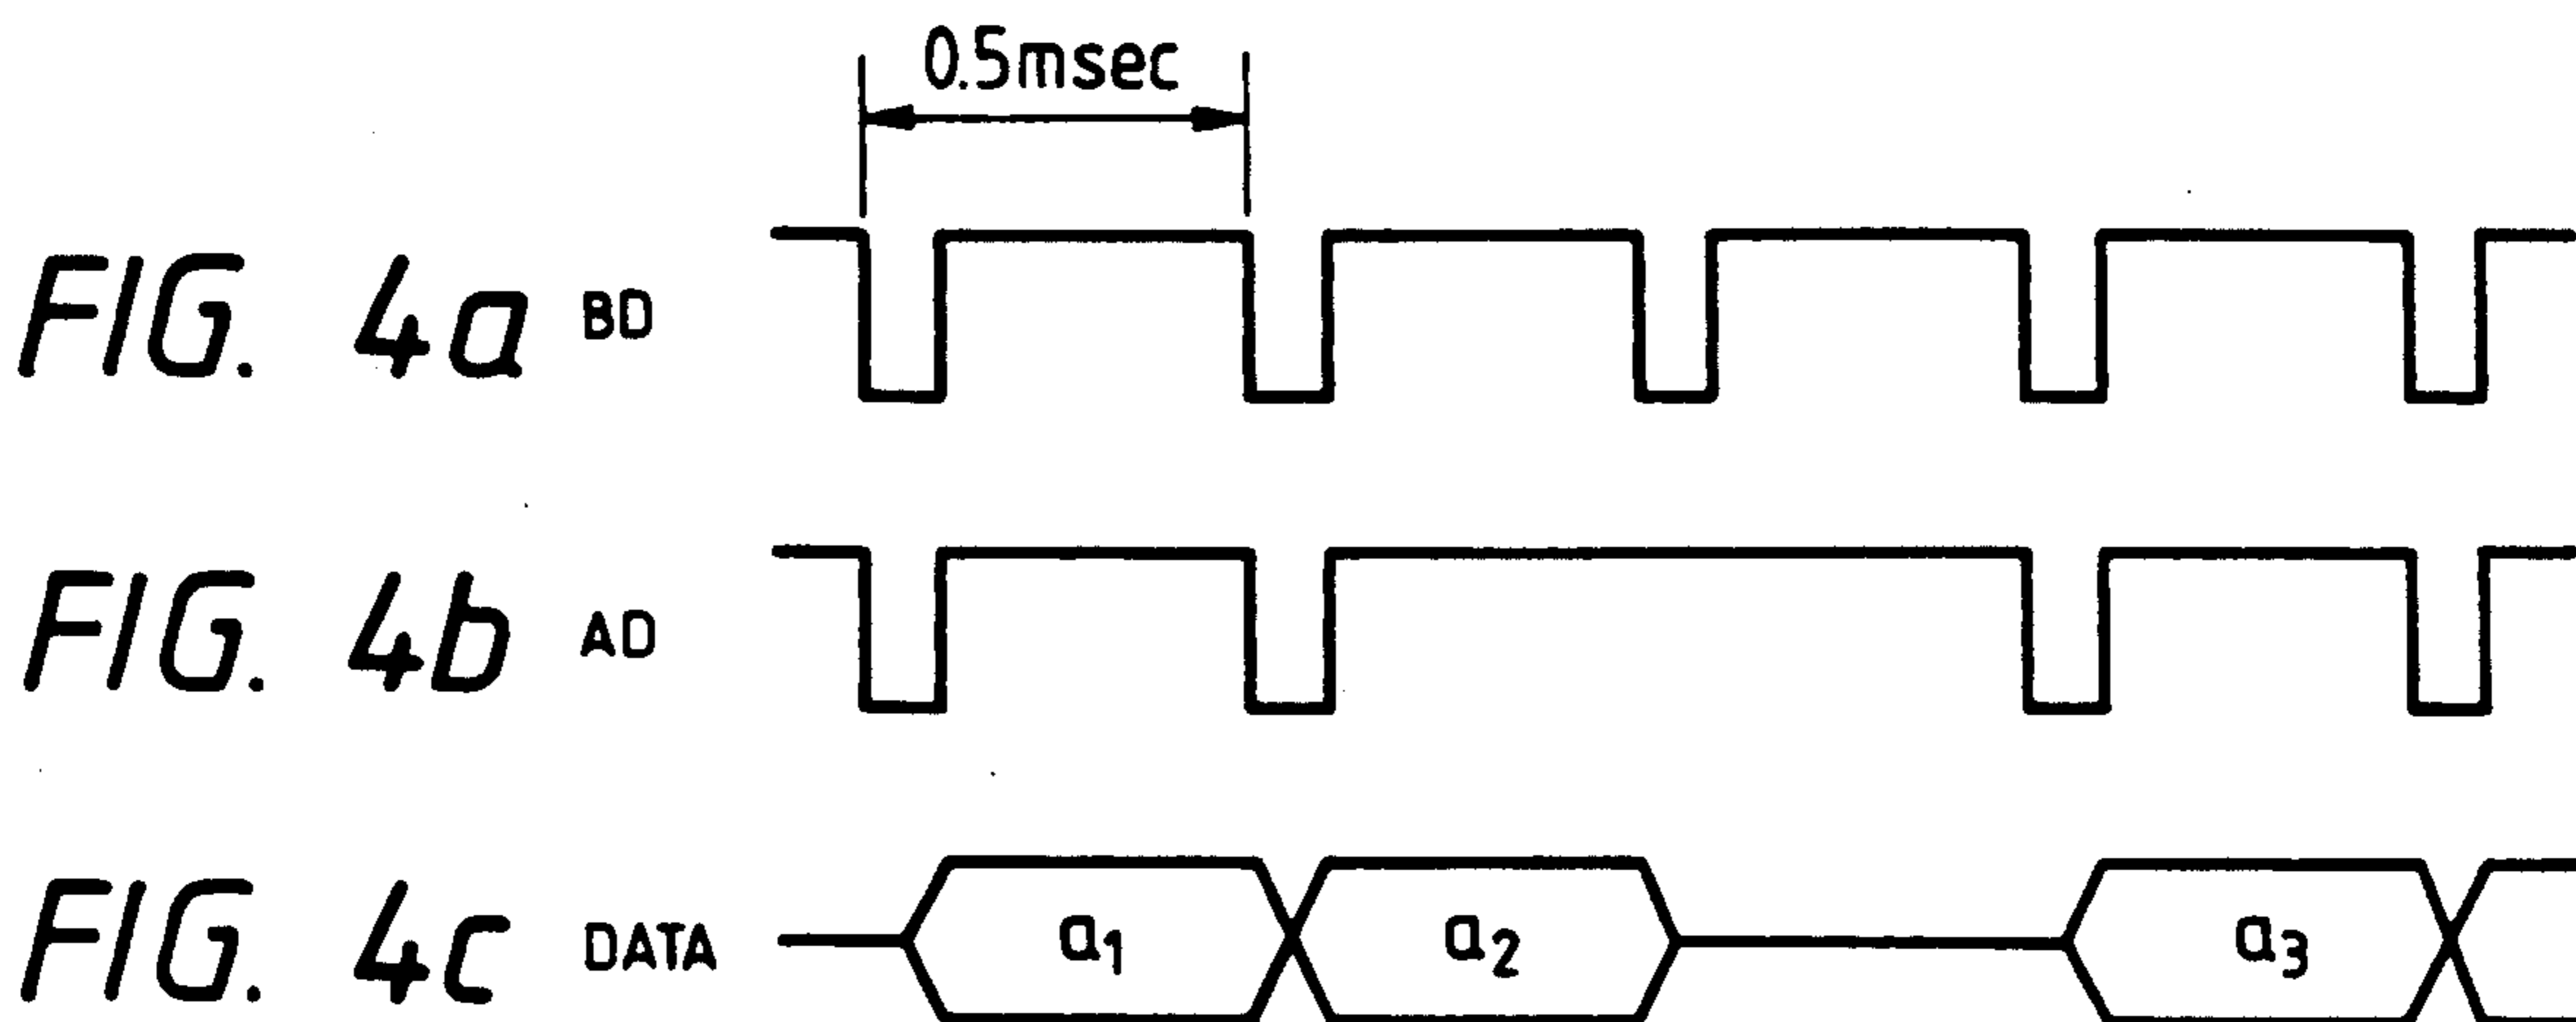 0.5msec
FIG. 4a BD
FIG. 4b AD
FIG. 4c DATA a₁ a₂ a₃